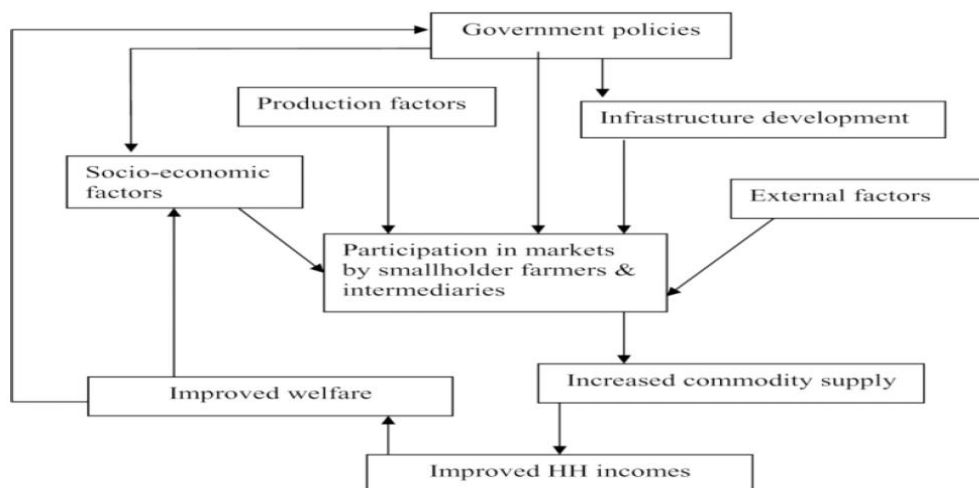 Government policies
Production factors
Infrastructure development
Socio-economic
factors
External factors
Participation in markets
by smallholder farmers &
intermediaries
Increased commodity supply
Improved welfare
Improved HH incomes